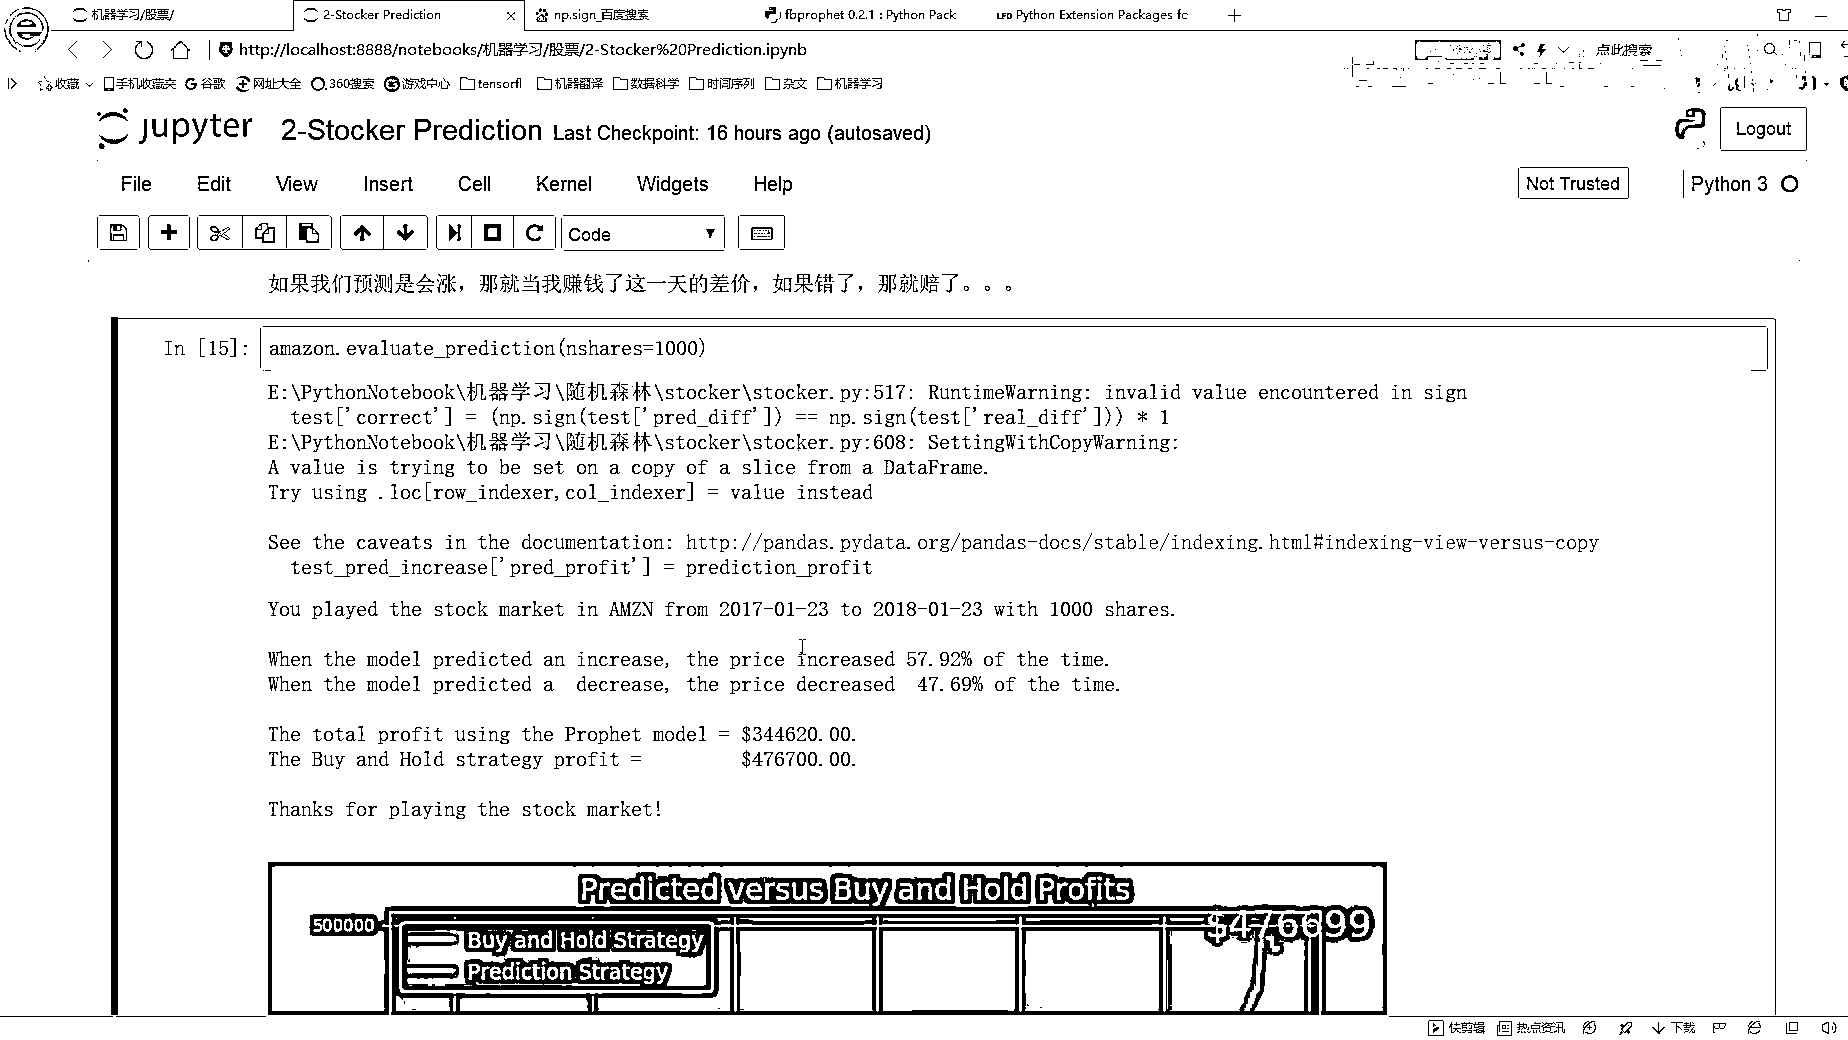 机器学习/股票/
2-Stocker Prediction
np.sign_百度搜索
fbprophet 0.2.1 : Python Pack
LFD Python Extension Packages fo
http://localhost:8888/notebooks/机器学习/股票/2-Stocker%20Prediction.ipynb
点此搜索
收藏 手机收藏夹 谷歌 网址大全 360搜索 游戏中心 tensorfl 机器翻译 数据科学 时间序列 杂文 机器学习
jupyter 2-Stocker Prediction Last Checkpoint: 16 hours ago (autosaved)
Logout
File Edit View Insert Cell Kernel Widgets Help
Not Trusted
Python 3
Code
如果我们预测是会涨，那就当我赚钱了这一天的差价，如果错了，那就赔了。。。
In [15]: amazon.evaluate_prediction(nshares=1000)
E:\PythonNotebook\机器学习\随机森林\stocker\stocker.py:517: RuntimeWarning: invalid value encountered in sign
test['correct'] = (np.sign(test['pred_diff']) == np.sign(test['real_diff'])) * 1
E:\PythonNotebook\机器学习\随机森林\stocker\stocker.py:608: SettingWithCopyWarning:
A value is trying to be set on a copy of a slice from a DataFrame.
Try using .loc[row_indexer,col_indexer] = value instead
See the caveats in the documentation: http://pandas.pydata.org/pandas-docs/stable/indexing.html#indexing-view-versus-copy
test_pred_increase['pred_profit'] = prediction_profit
You played the stock market in AMZN from 2017-01-23 to 2018-01-23 with 1000 shares.
When the model predicted an increase, the price increased 57.92% of the time.
When the model predicted a  decrease, the price decreased  47.69% of the time.
The total profit using the Prophet model = $344620.00.
The Buy and Hold strategy profit =         $476700.00.
Thanks for playing the stock market!
Predicted versus Buy and Hold Profits
500000
$476699
Buy and Hold Strategy
Prediction Strategy
快剪辑 热点资讯 下载